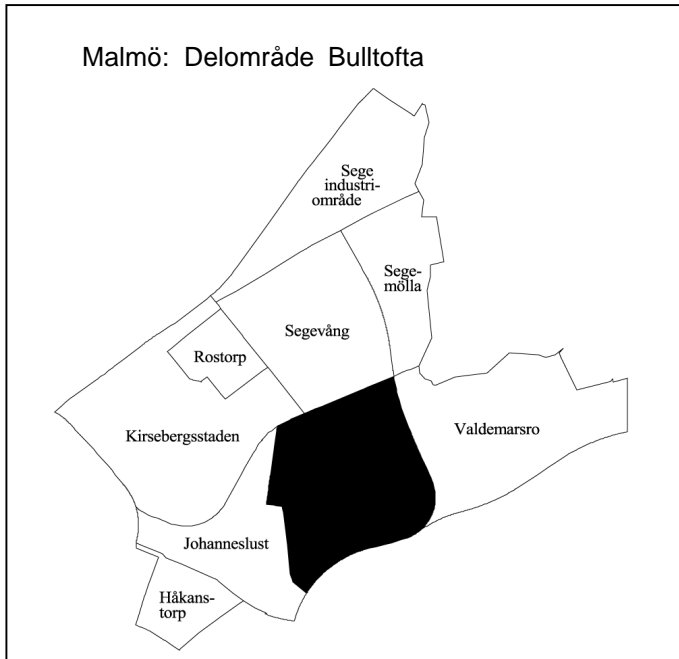 Malmö: Delområde Bulltofta
Sege
industri-
område
Sege-
mölla
Segevång
Rostorp
Valdemarsro
Kirsebergsstaden
Johanneslust
Håkans-
torp